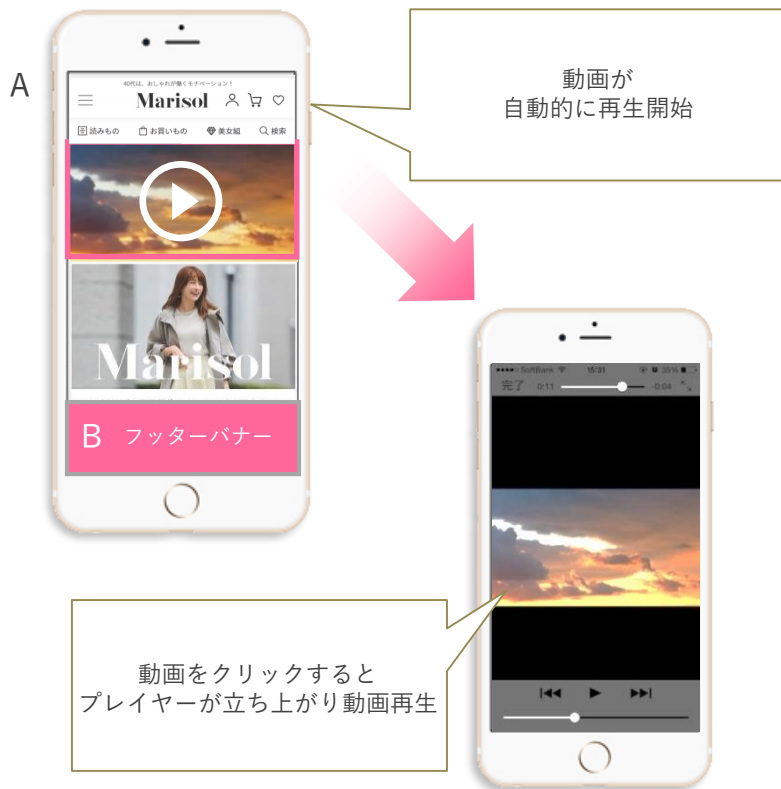 A
40代は、おしゃれが働くモチベーション！
Marisol
読みもの お買いもの 美女組 検索
動画が
自動的に再生開始
Marisol
B フッターバナー
SoftBank 15:31 35%
完了 0:11 -0:04
動画をクリックすると
プレイヤーが立ち上がり動画再生